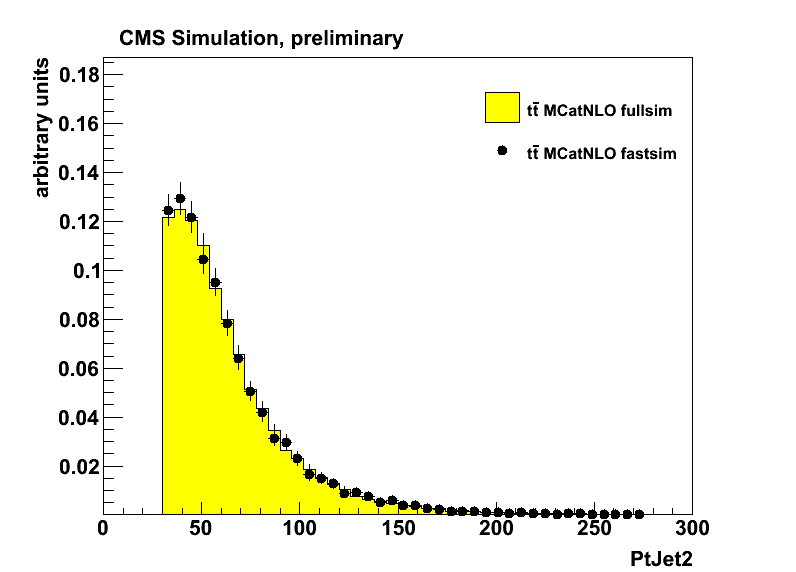 CMS Simulation, preliminary
arbitrary units
0.18
0.16
0.14
0.12
0.1
0.08
0.06
0.04
0.02
tt̄ MCatNLO fullsim
tt̄ MCatNLO fastsim
0 50 100 150 200 250 300
PtJet2